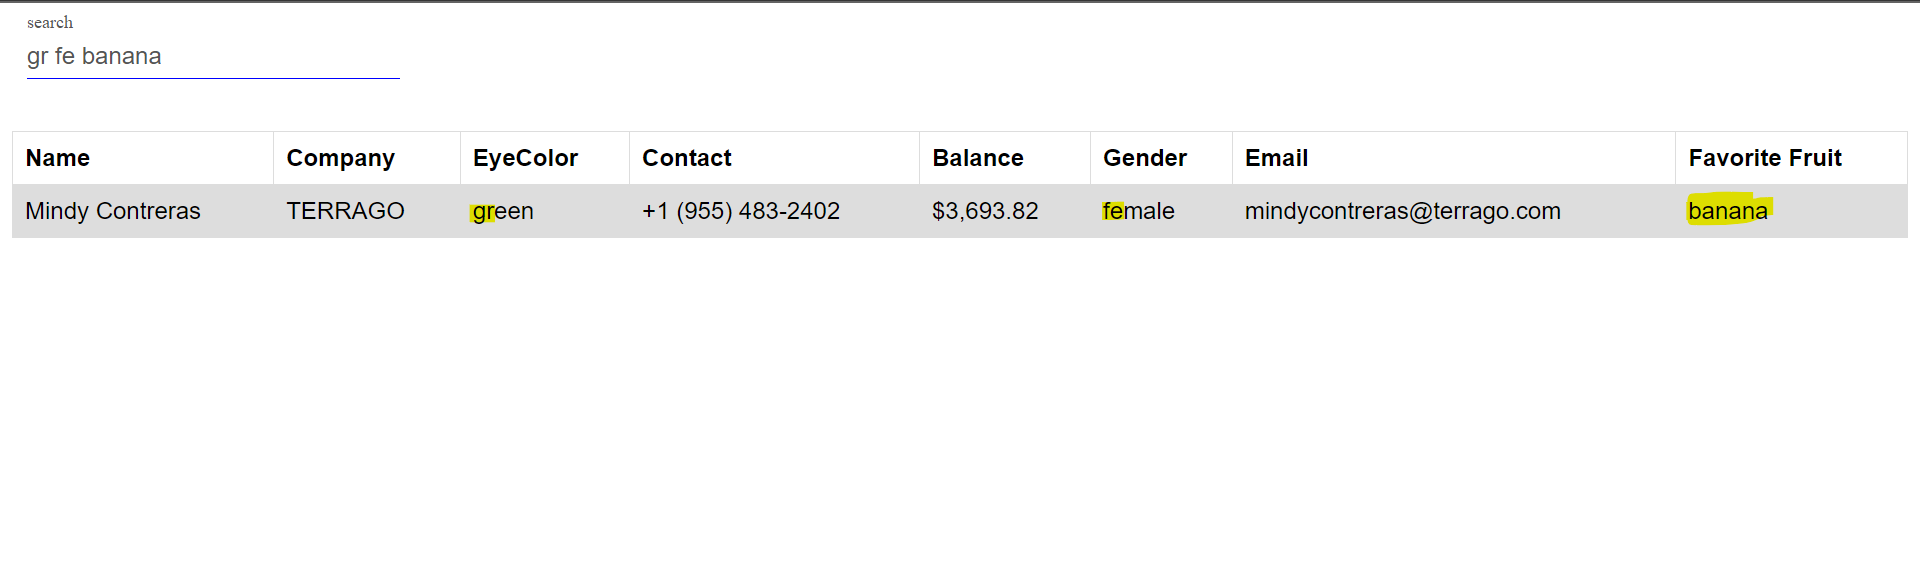 search
gr fe banana
Name Company EyeColor Contact Balance Gender Email Favorite Fruit
Mindy Contreras TERRAGO green +1 (955) 483-2402 $3,693.82 female mindycontreras@terrago.com banana